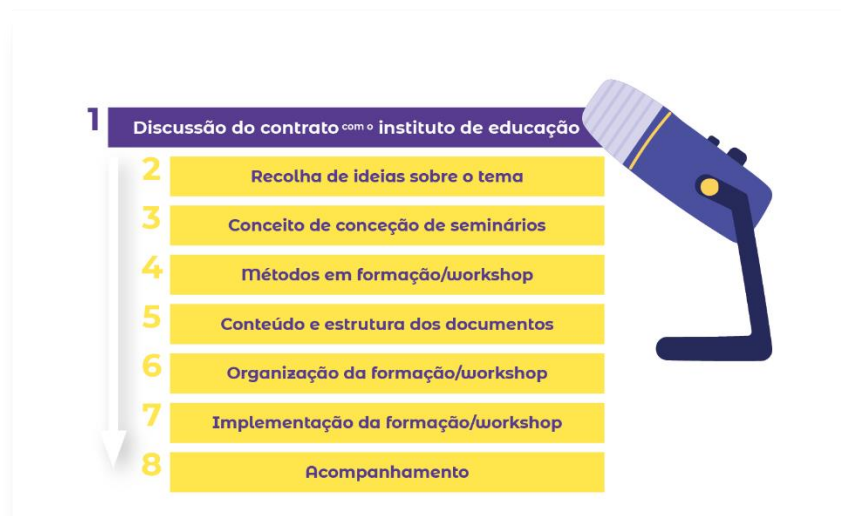 1 Discussão do contrato com o instituto de educação
2 Recolha de ideias sobre o tema
3 Conceito de conceção de seminários
4 Métodos em formação/workshop
5 Conteúdo e estrutura dos documentos
6 Organização da formação/workshop
7 Implementação da formação/workshop
8 Acompanhamento